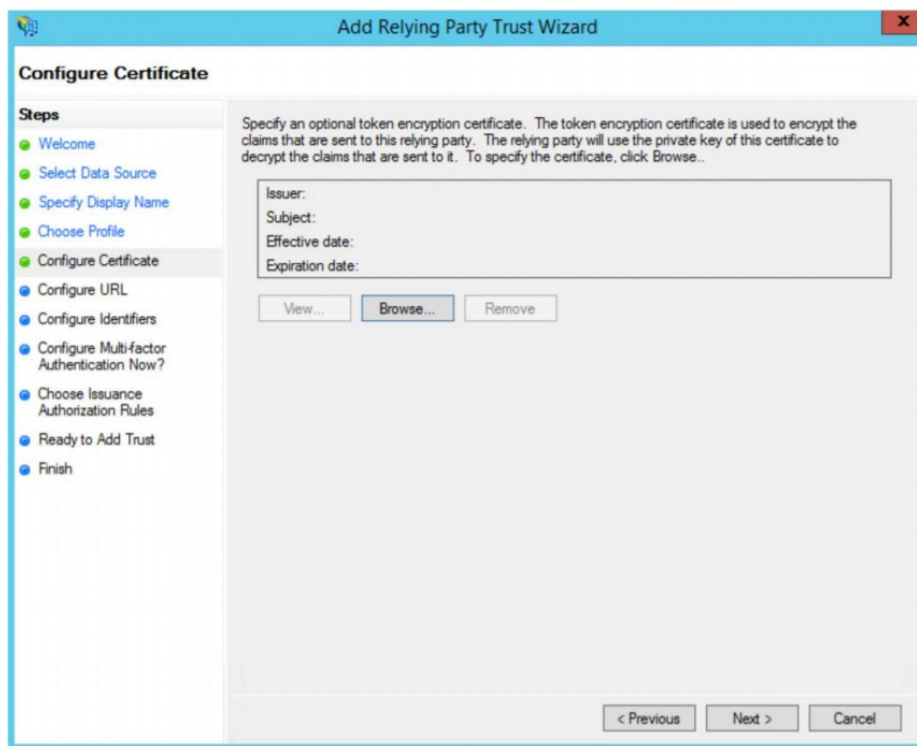 Add Relying Party Trust Wizard
X
Configure Certificate
Steps
Welcome
Select Data Source
Specify Display Name
Choose Profile
Configure Certificate
Configure URL
Configure Identifiers
Configure Multi-factor
Authentication Now?
Choose Issuance
Authorization Rules
Ready to Add Trust
Finish
Specify an optional token encryption certificate.  The token encryption certificate is used to encrypt the
claims that are sent to this relying party.  The relying party will use the private key of this certificate to
decrypt the claims that are sent to it.  To specify the certificate, click Browse..
Issuer:
Subject:
Effective date:
Expiration date:
View...
Browse...
Remove
< Previous
Next >
Cancel